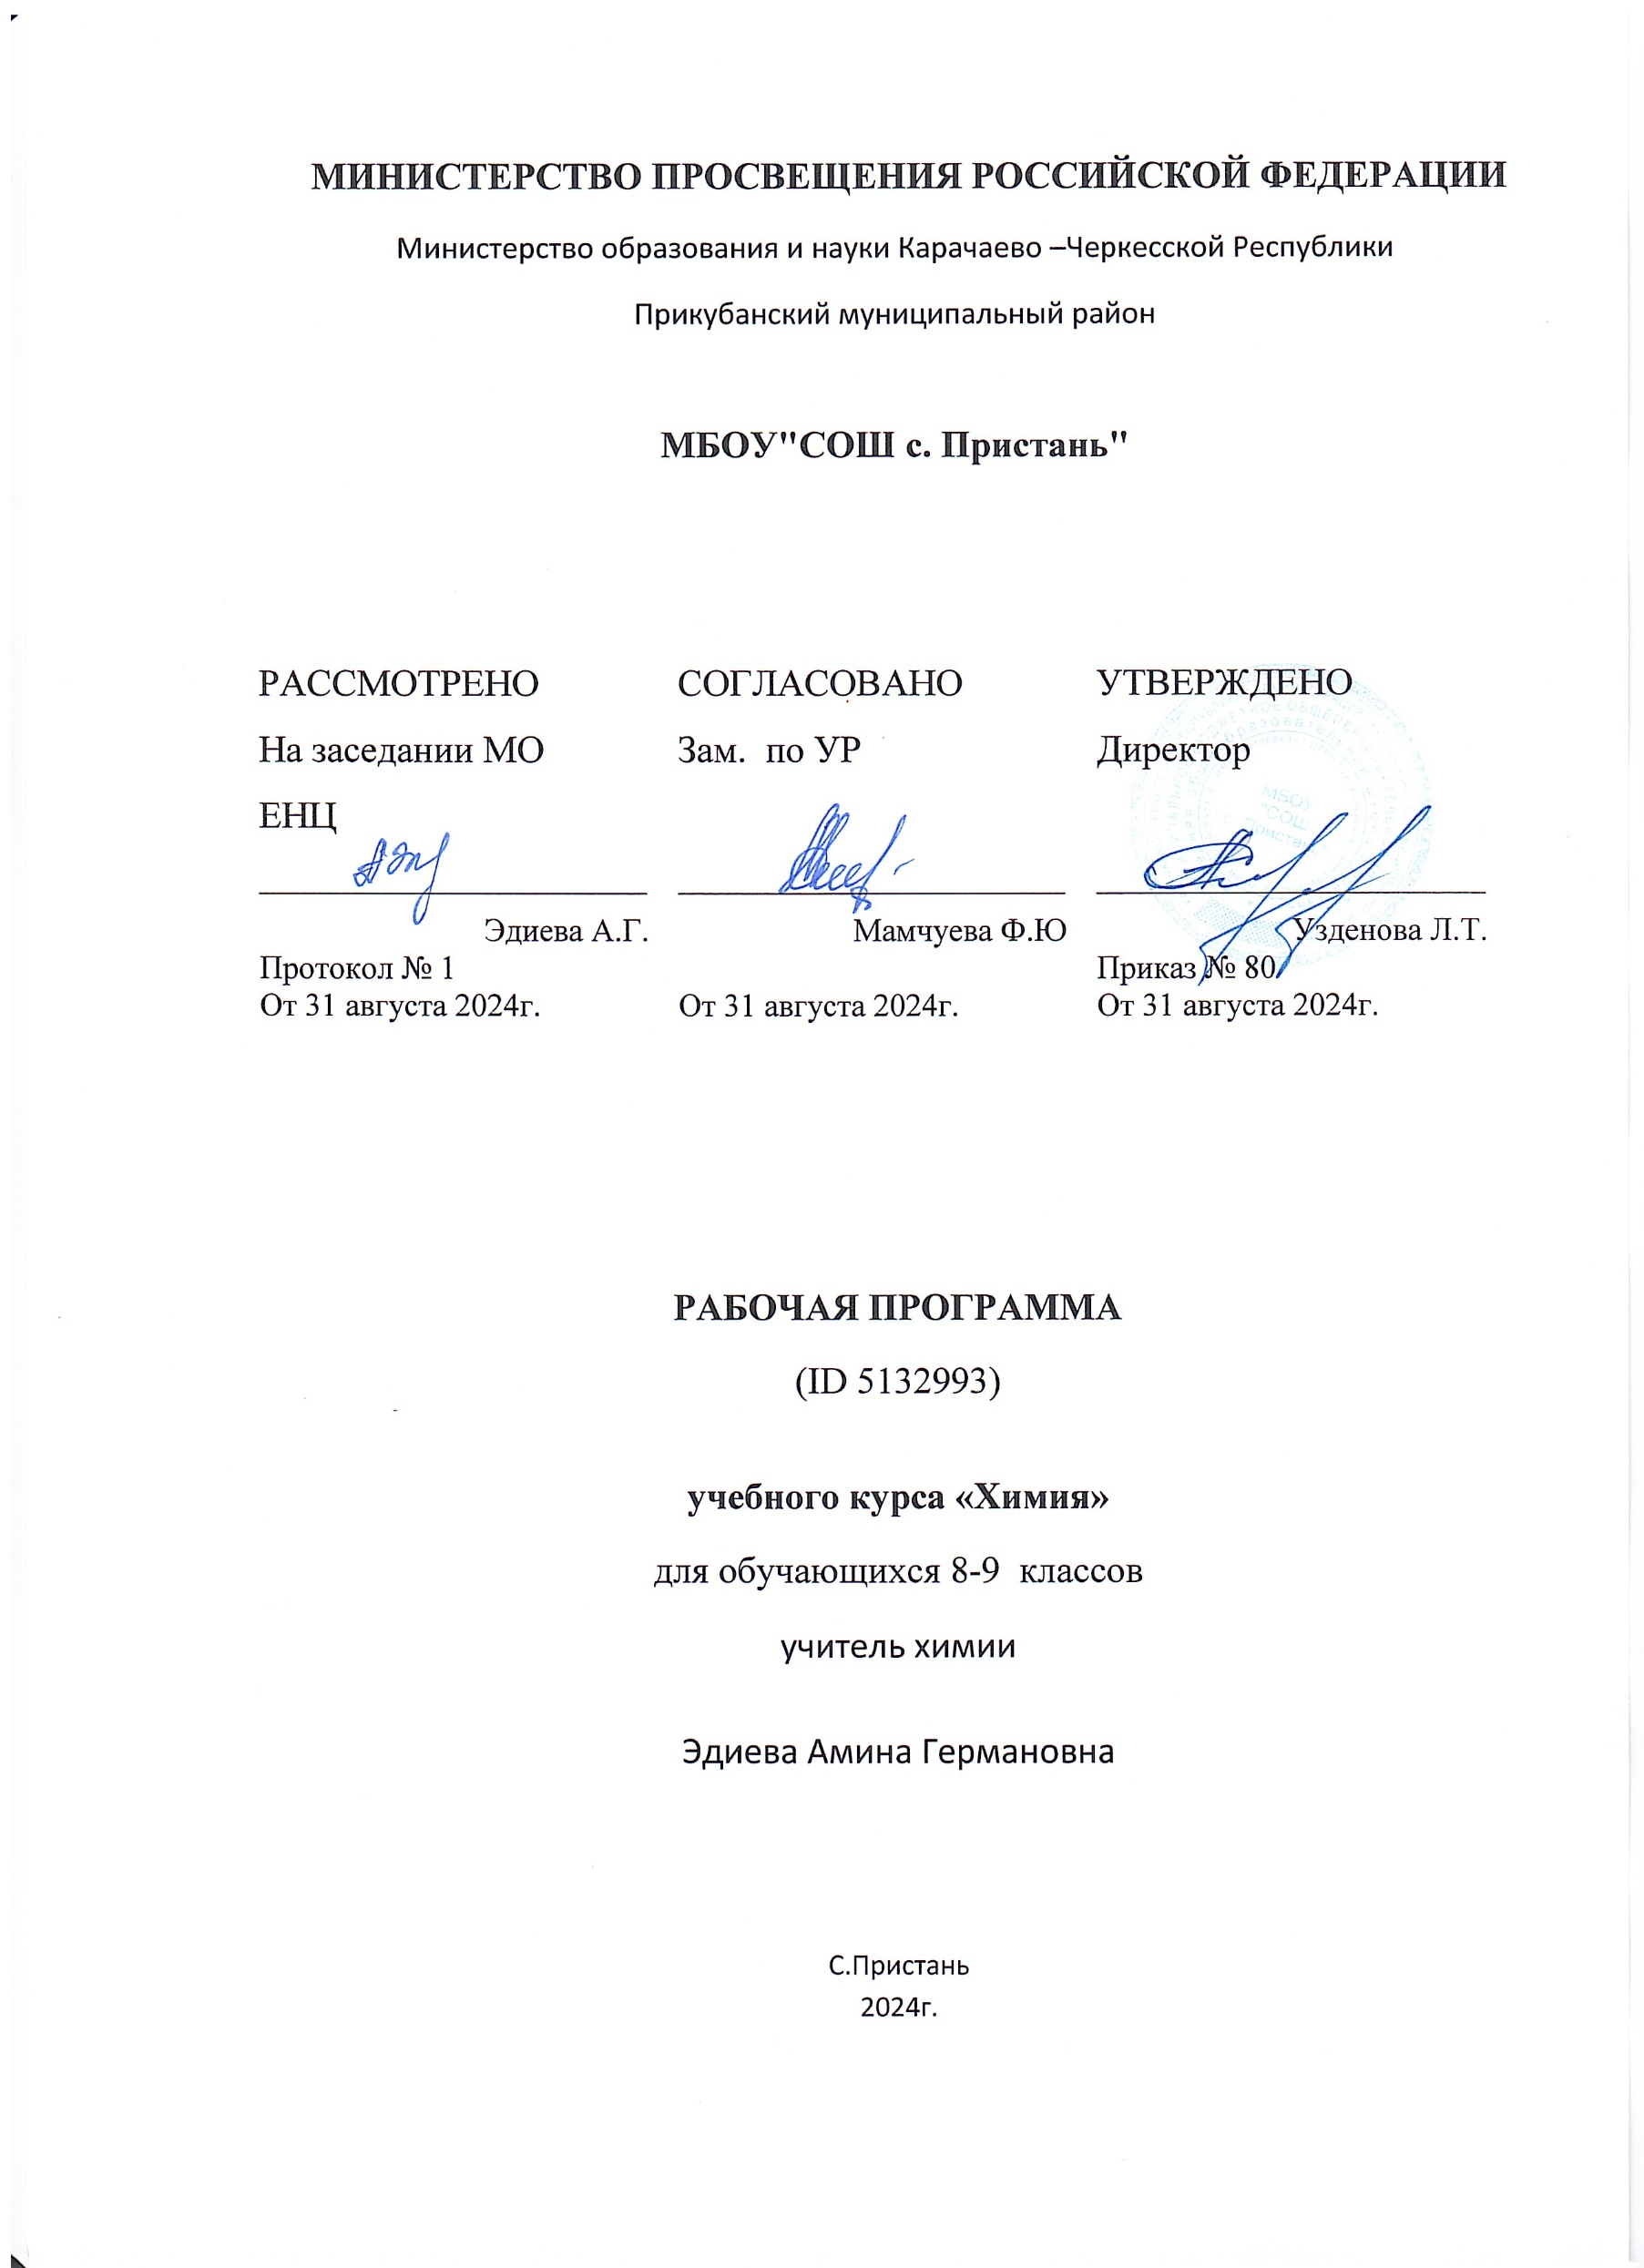 МИНИСТЕРСТВО ПРОСВЕЩЕНИЯ РОССИЙСКОЙ ФЕДЕРАЦИИ
Министерство образования и науки Карачаево –Черкесской Республики
Прикубанский муниципальный район
МБОУ"СОШ с. Пристань"
РАССМОТРЕНО
На заседании МО
ЕНЦ
Эдиева А.Г.
Протокол № 1
От 31 августа 2024г.
СОГЛАСОВАНО
Зам.  по УР
Мамчуева Ф.Ю
От 31 августа 2024г.
УТВЕРЖДЕНО
Директор
МБОУ
"СОШ
Узденова Л.Т.
Приказ № 80
От 31 августа 2024г.
РАБОЧАЯ ПРОГРАММА
(ID 5132993)
учебного курса «Химия»
для обучающихся 8-9  классов
учитель химии
Эдиева Амина Германовна
С.Пристань
2024г.